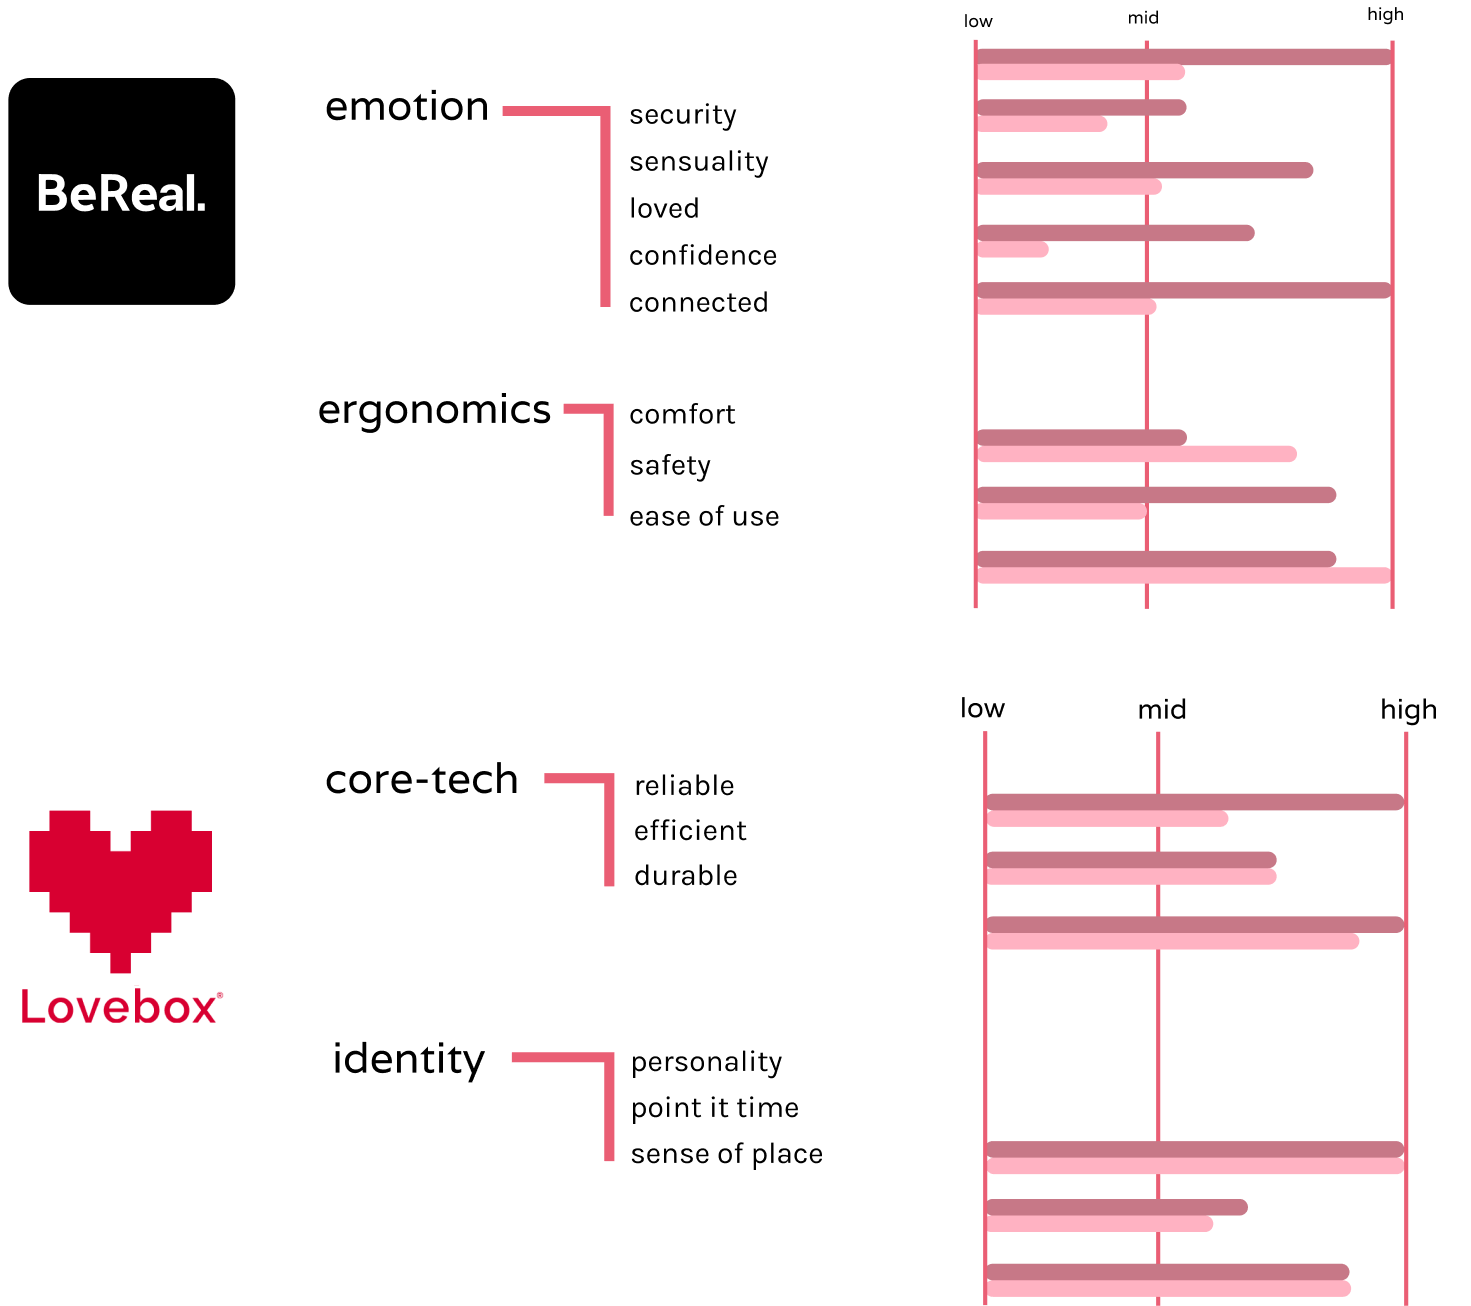 low mid high
BeReal.
emotion
security
sensuality
loved
confidence
connected
ergonomics
comfort
safety
ease of use
low mid high
core-tech
reliable
efficient
durable
Lovebox®
identity
personality
point it time
sense of place